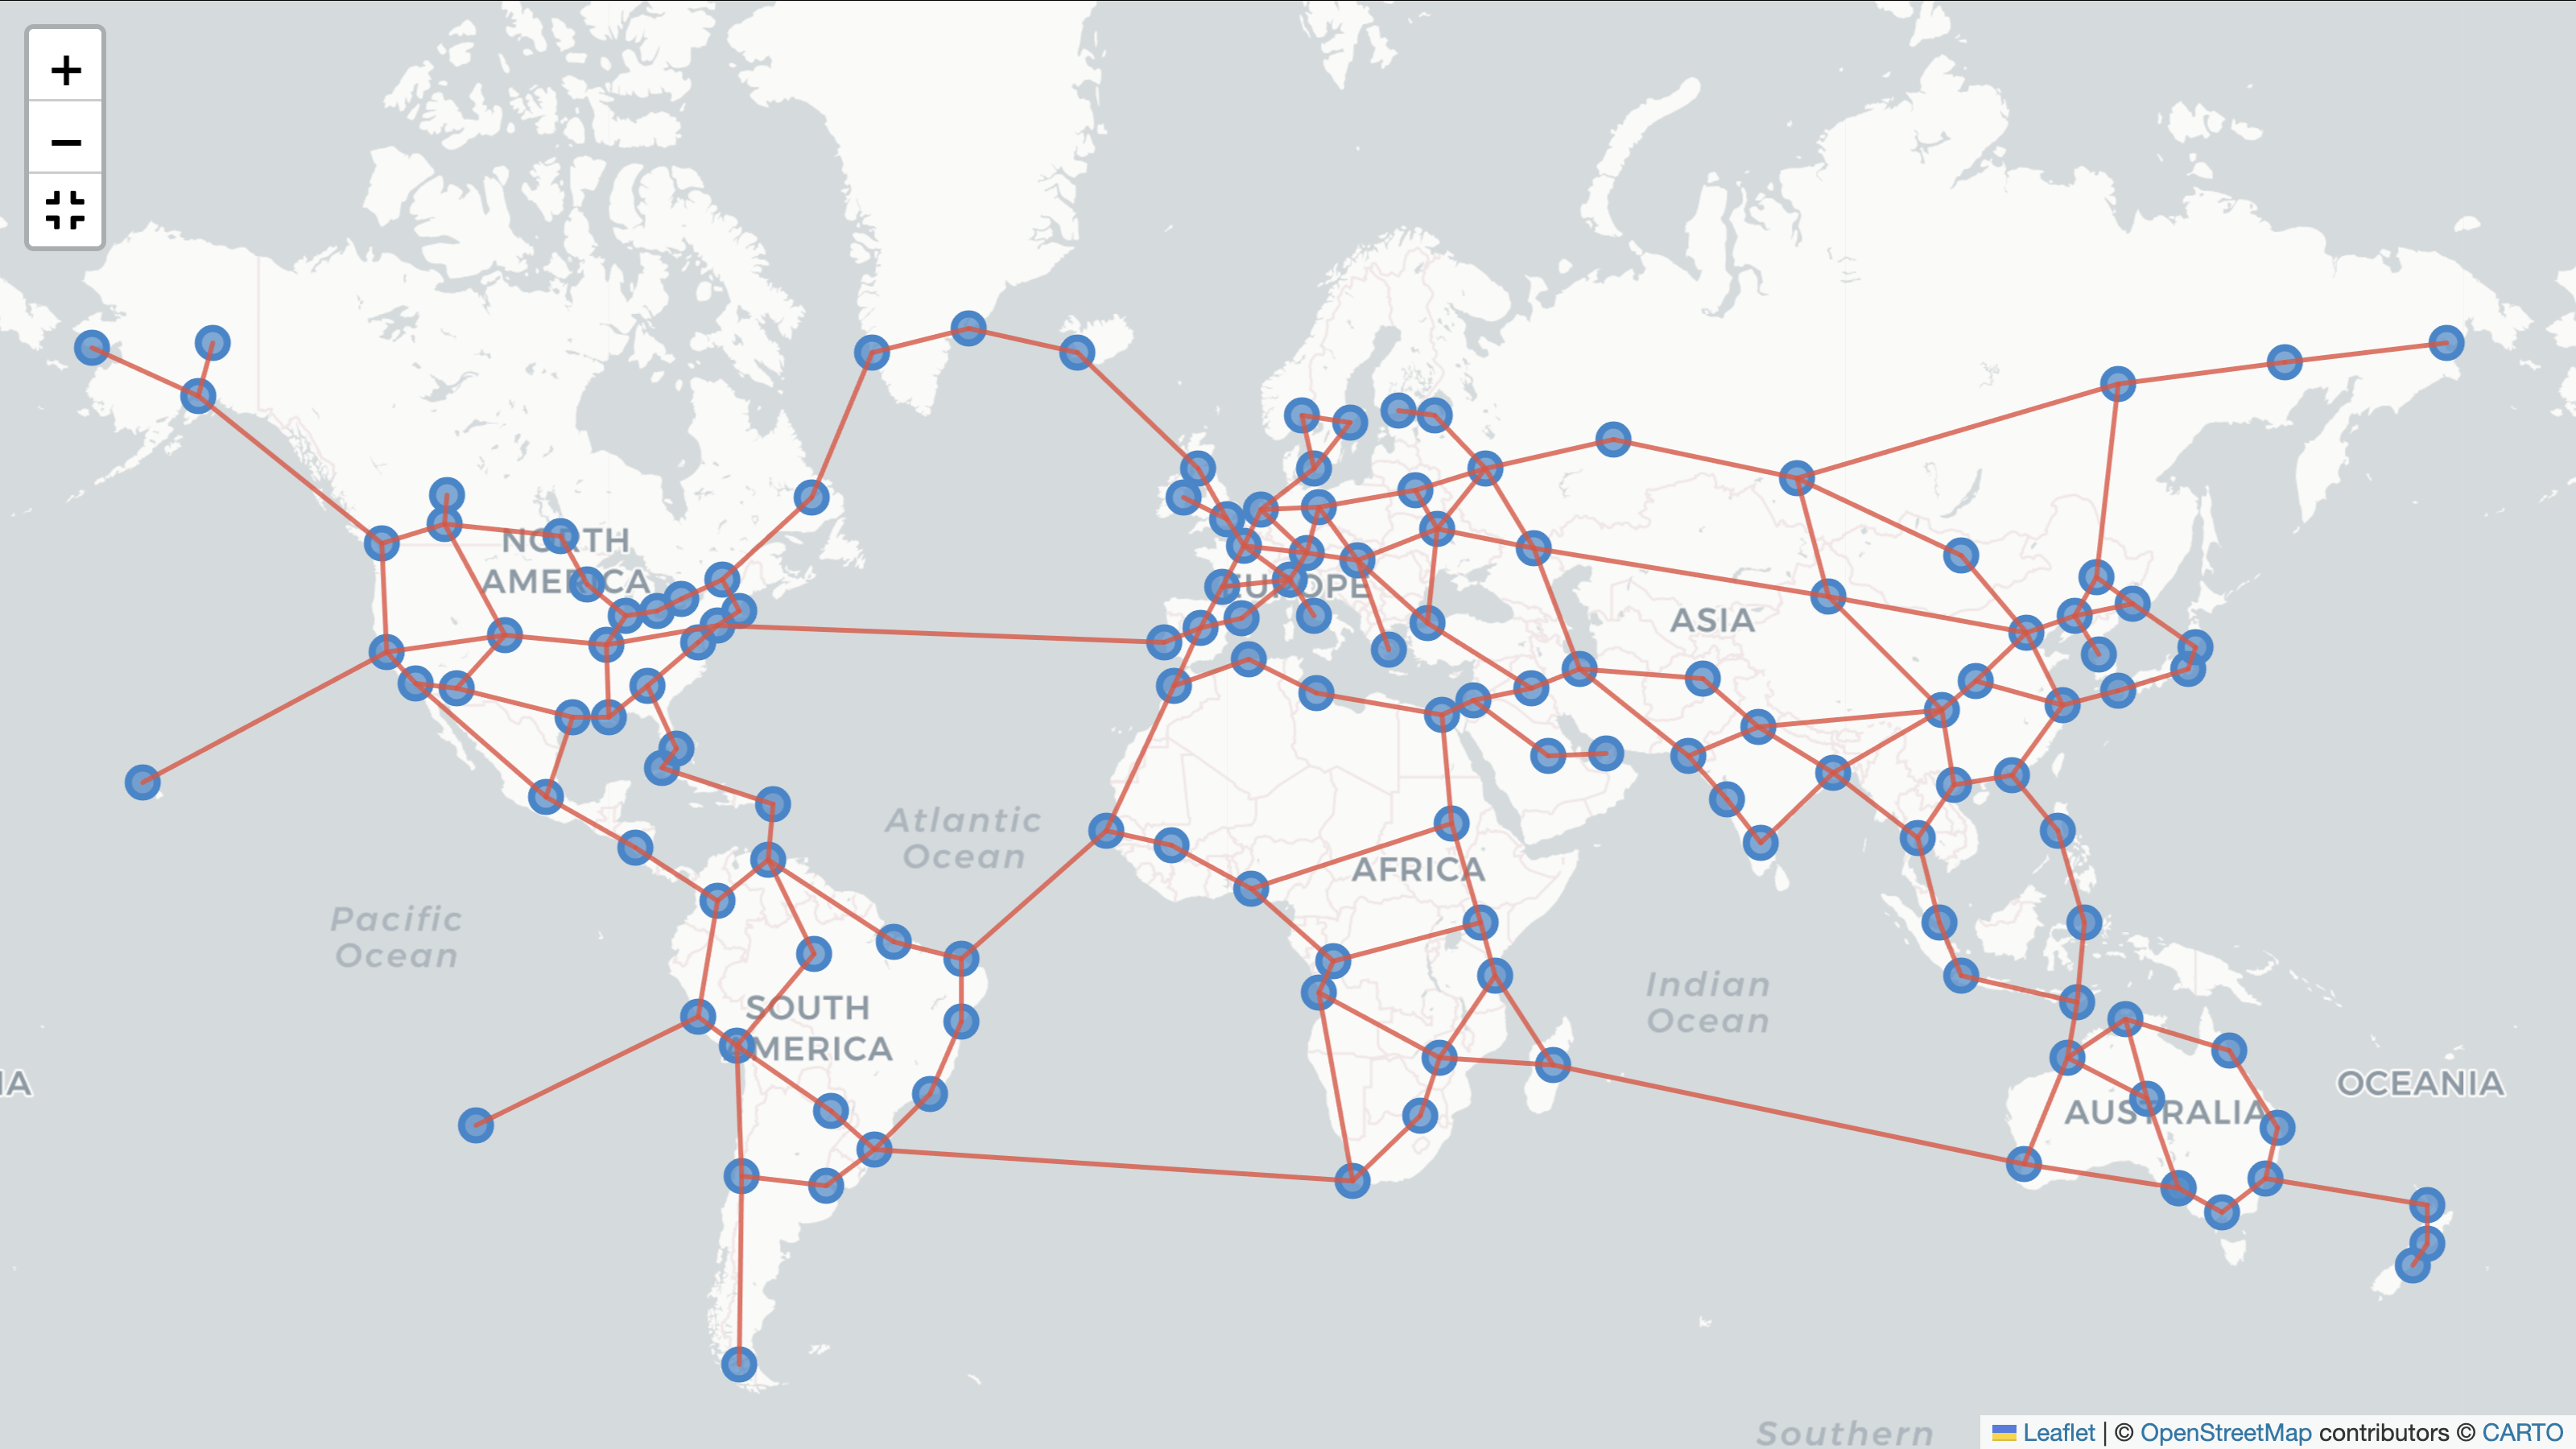 +
−
NORTH
AMERICA
EUROPE
ASIA
Atlantic
Ocean
AFRICA
Pacific
Ocean
Indian
Ocean
SOUTH
AMERICA
IA
OCEANIA
AUSTRALIA
Southern
Leaflet | © OpenStreetMap contributors © CARTO